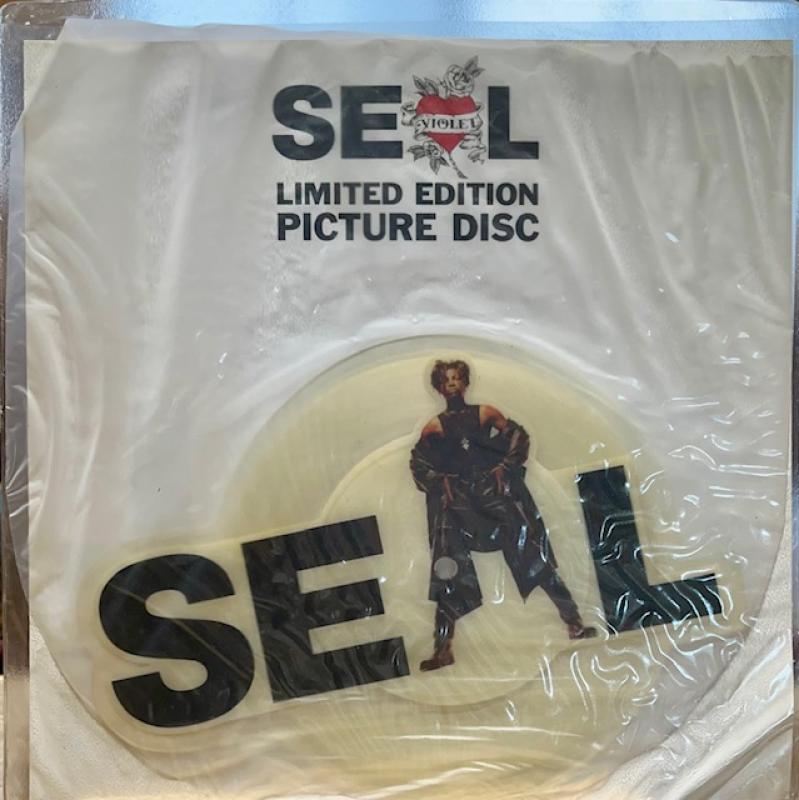 SEAL
VIOLET
LIMITED EDITION
PICTURE DISC
SEAL